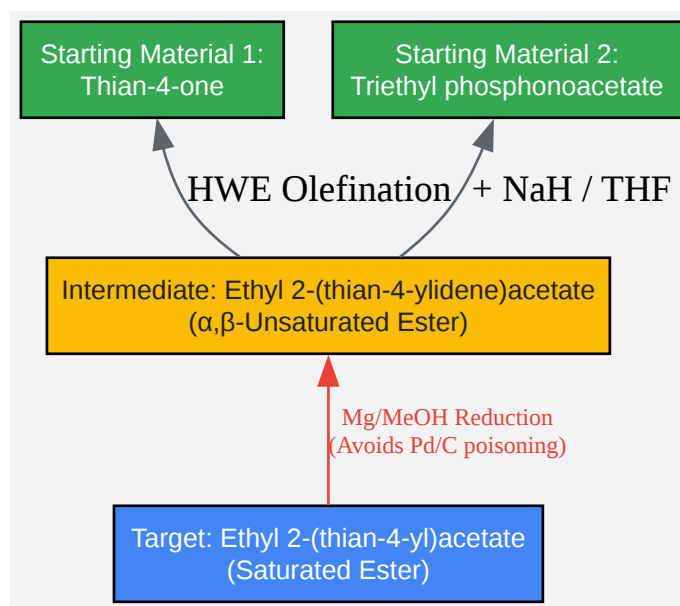 Starting Material 1:
Thian-4-one
Starting Material 2:
Triethyl phosphonoacetate
HWE Olefination
+ NaH / THF
Intermediate: Ethyl 2-(thian-4-ylidene)acetate
(α,β-Unsaturated Ester)
Mg/MeOH Reduction
(Avoids Pd/C poisoning)
Target: Ethyl 2-(thian-4-yl)acetate
(Saturated Ester)